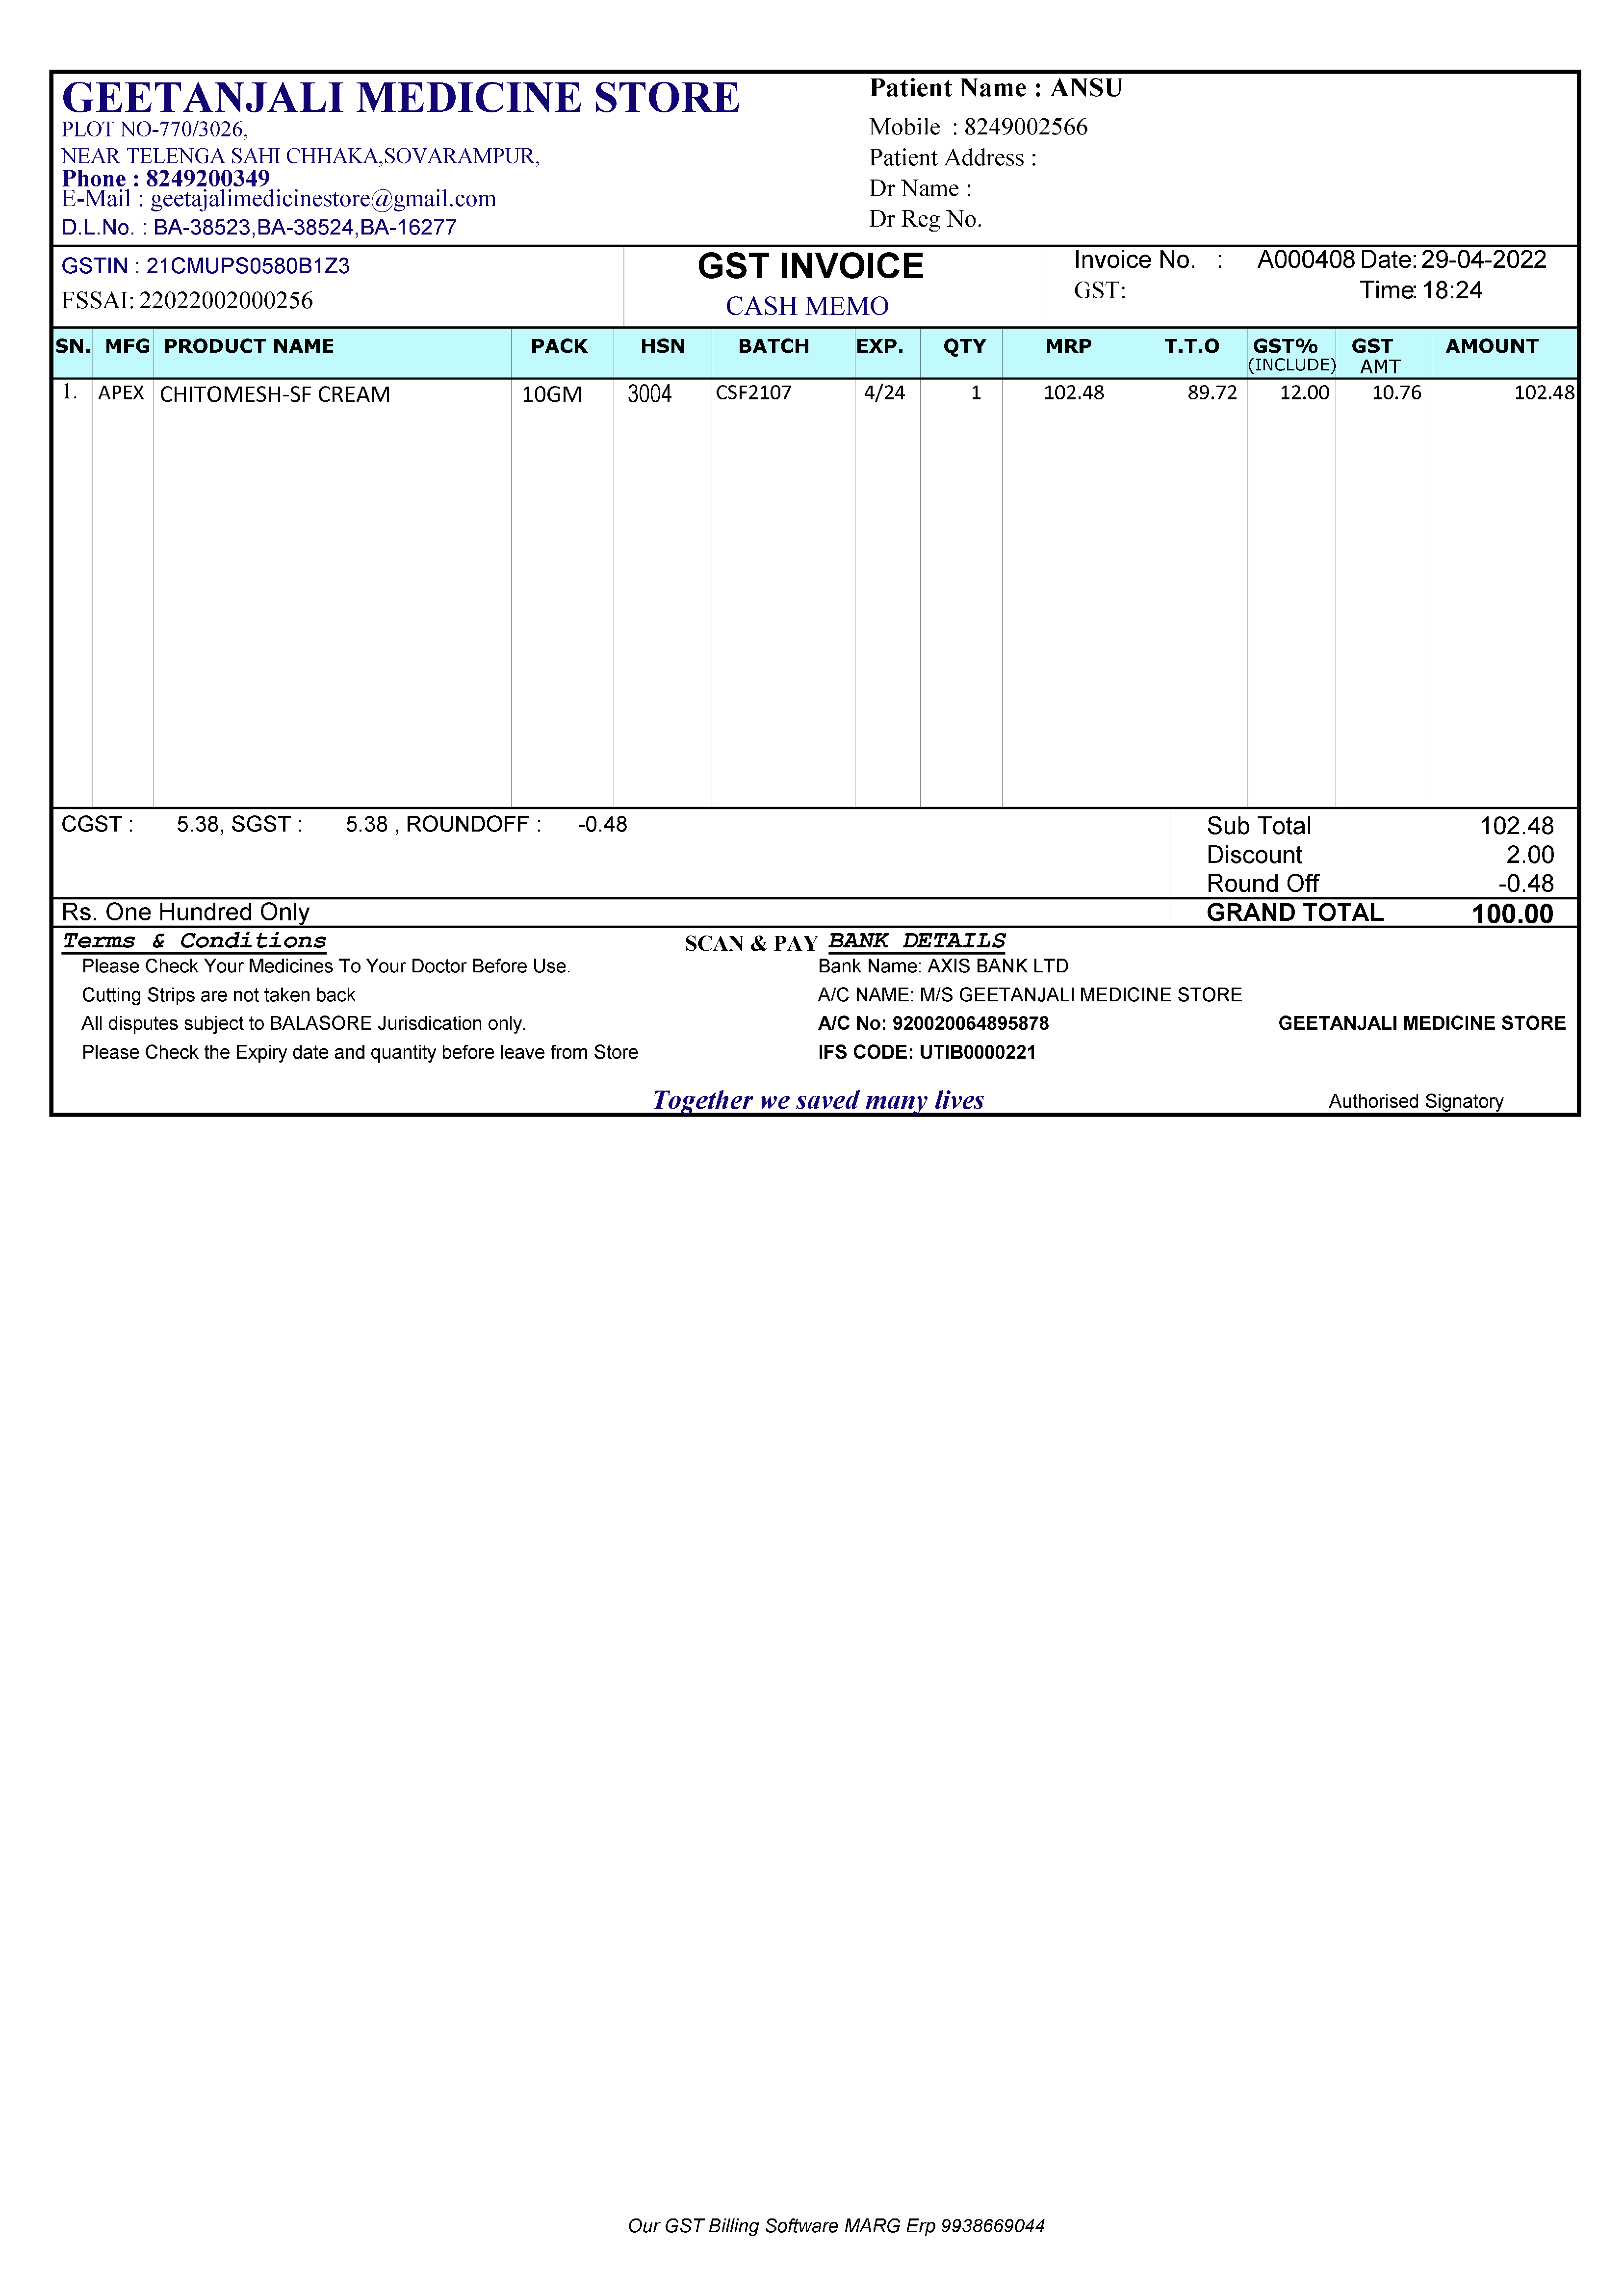 GEETANJALI MEDICINE STORE
PLOT NO-770/3026,
NEAR TELENGA SAHI CHHAKA,SOVARAMPUR,
Phone : 8249200349
E-Mail : geetajalimedicinestore@gmail.com
D.L.No. : BA-38523,BA-38524,BA-16277
Patient Name : ANSU
Mobile : 8249002566
Patient Address :
Dr Name :
Dr Reg No.
GSTIN : 21CMUPS0580B1Z3
FSSAI: 22022002000256
GST INVOICE
CASH MEMO
Invoice No. : A000408 Date: 29-04-2022
GST: Time: 18:24
SN. MFG PRODUCT NAME PACK HSN BATCH EXP. QTY MRP T.T.O GST% (INCLUDE) GST AMT AMOUNT
1. APEX CHITOMESH-SF CREAM 10GM 3004 CSF2107 4/24 1 102.48 89.72 12.00 10.76 102.48
CGST : 5.38, SGST : 5.38 , ROUNDOFF : -0.48
Sub Total 102.48
Discount 2.00
Round Off -0.48
Rs. One Hundred Only
GRAND TOTAL 100.00
Terms & Conditions
Please Check Your Medicines To Your Doctor Before Use.
Cutting Strips are not taken back
All disputes subject to BALASORE Jurisdication only.
Please Check the Expiry date and quantity before leave from Store
SCAN & PAY BANK DETAILS
Bank Name: AXIS BANK LTD
A/C NAME: M/S GEETANJALI MEDICINE STORE
A/C No: 920020064895878
IFS CODE: UTIB0000221
GEETANJALI MEDICINE STORE
Together we saved many lives
Authorised Signatory
Our GST Billing Software MARG Erp 9938669044